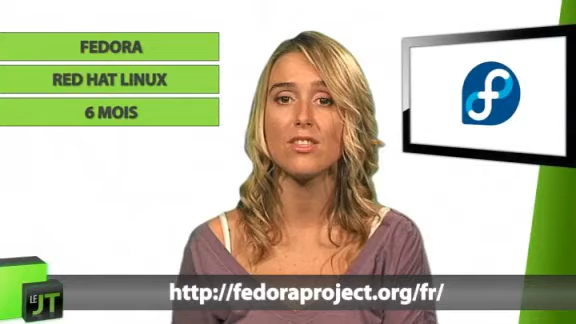 FEDORA
RED HAT LINUX
6 MOIS
LE JT
http://fedoraproject.org/fr/